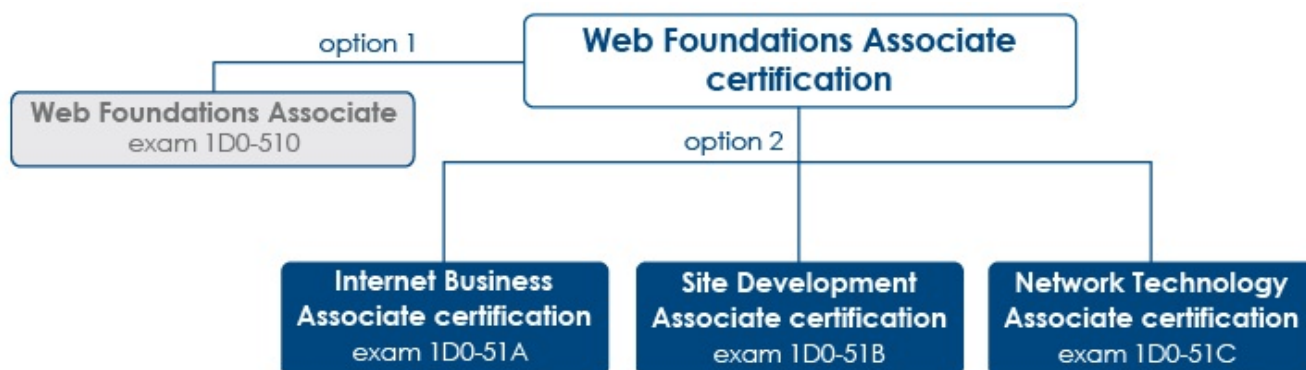 option 1
Web Foundations Associate
certification
Web Foundations Associate
exam 1D0-510
option 2
Internet Business
Associate certification
exam 1D0-51A
Site Development
Associate certification
exam 1D0-51B
Network Technology
Associate certification
exam 1D0-51C